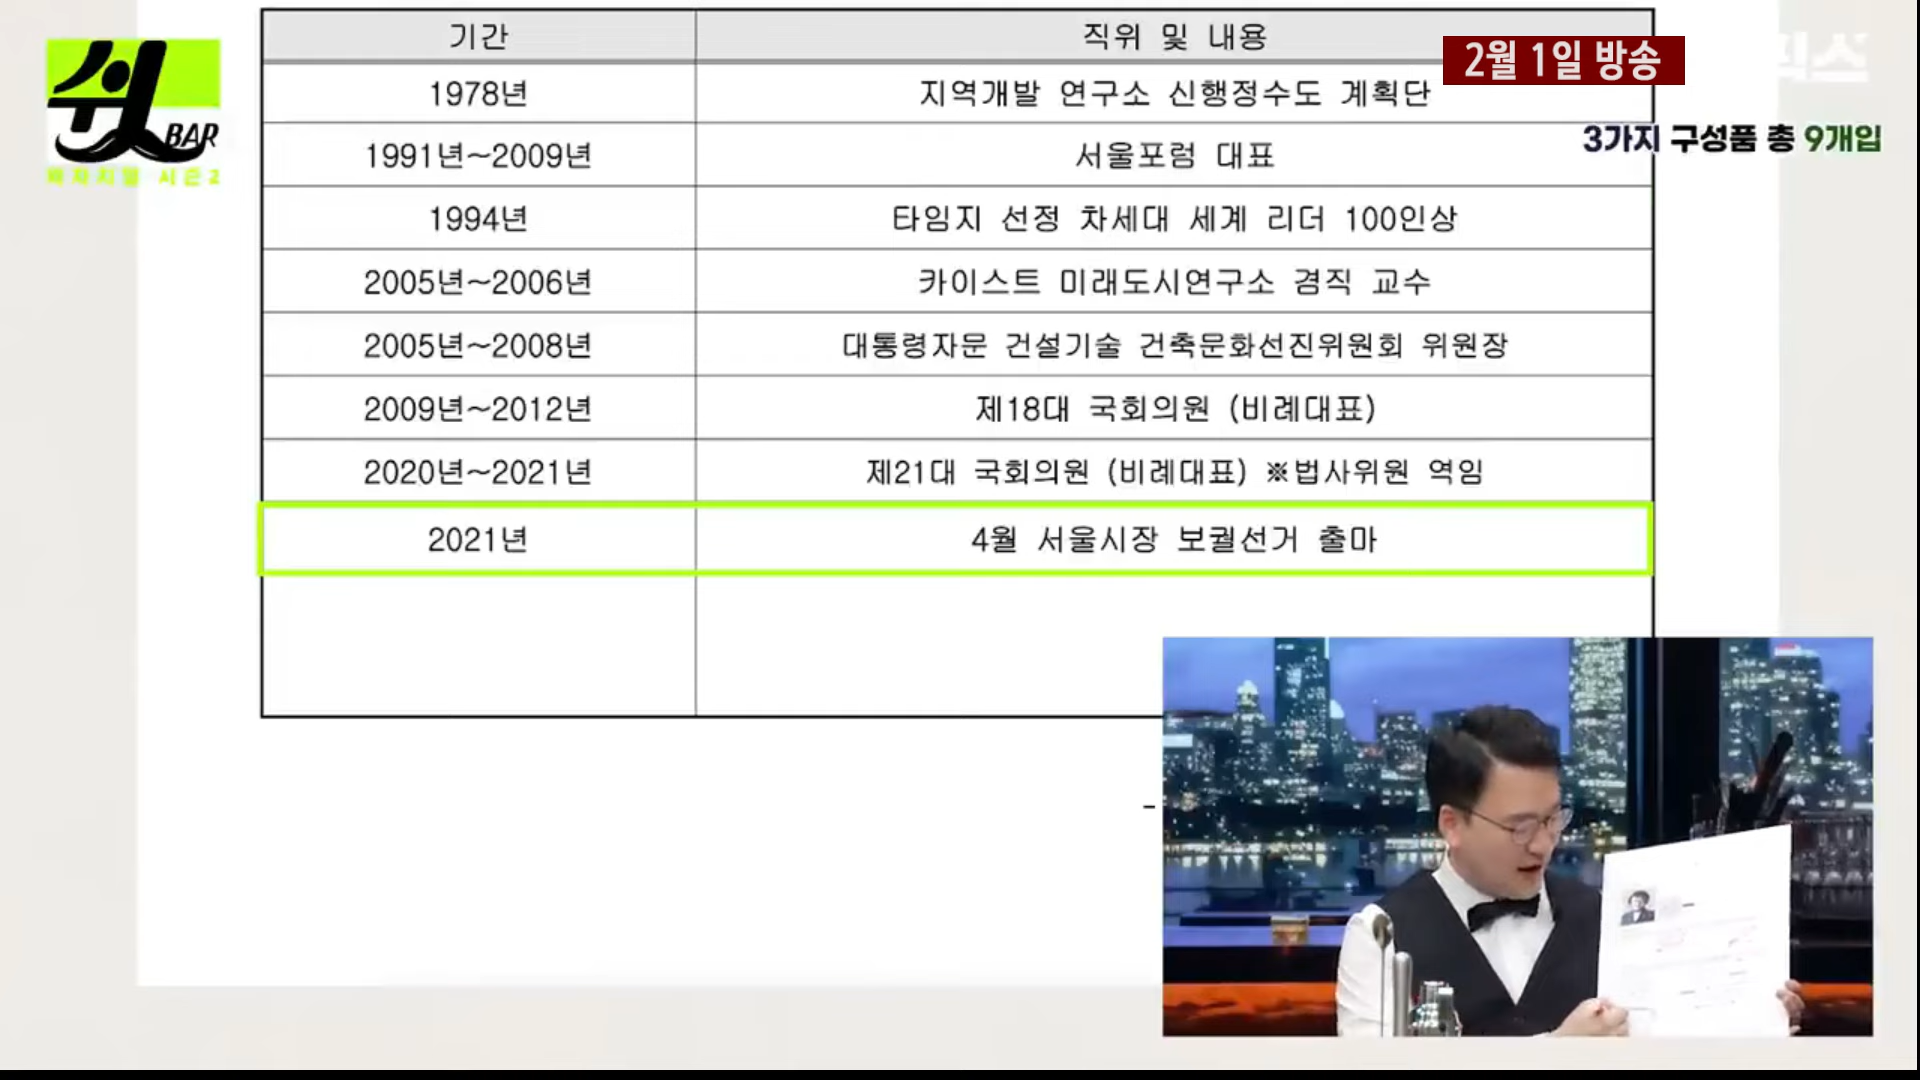 기간 직위 및 내용
2월 1일 방송
피스
1978년 지역개발 연구소 신행정수도 계획단
3가지 구성품 총 9개입
쉿
BAR
시즌2
1991년~2009년 서울포럼 대표
1994년 타임지 선정 차세대 세계 리더 100인상
2005년~2006년 카이스트 미래도시연구소 겸직 교수
2005년~2008년 대통령자문 건설기술 건축문화선진위원회 위원장
2009년~2012년 제18대 국회의원 (비례대표)
2020년~2021년 제21대 국회의원 (비례대표) ※법사위원 역임
2021년 4월 서울시장 보궐선거 출마
-